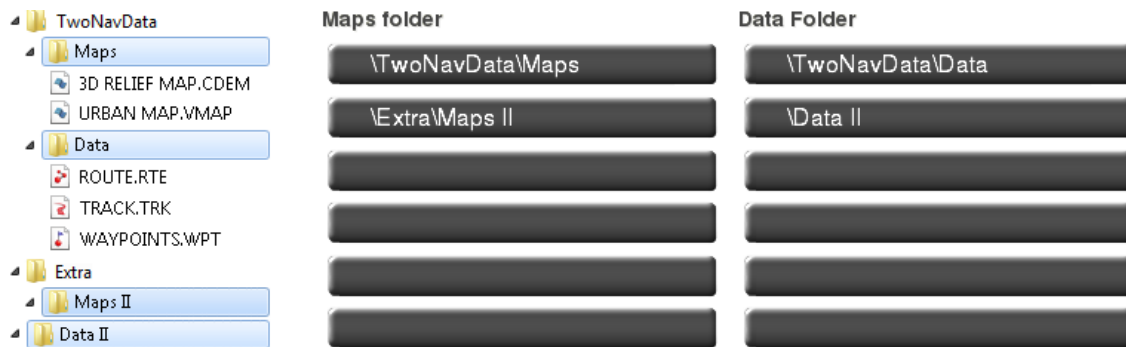 TwoNavData
Maps
3D RELIEF MAP.CDEM
URBAN MAP.VMAP
Data
ROUTE.RTE
TRACK.TRK
WAYPOINTS.WPT
Extra
Maps II
Data II
Maps folder
\TwoNavData\Maps
\Extra\Maps II
Data Folder
\TwoNavData\Data
\Data II